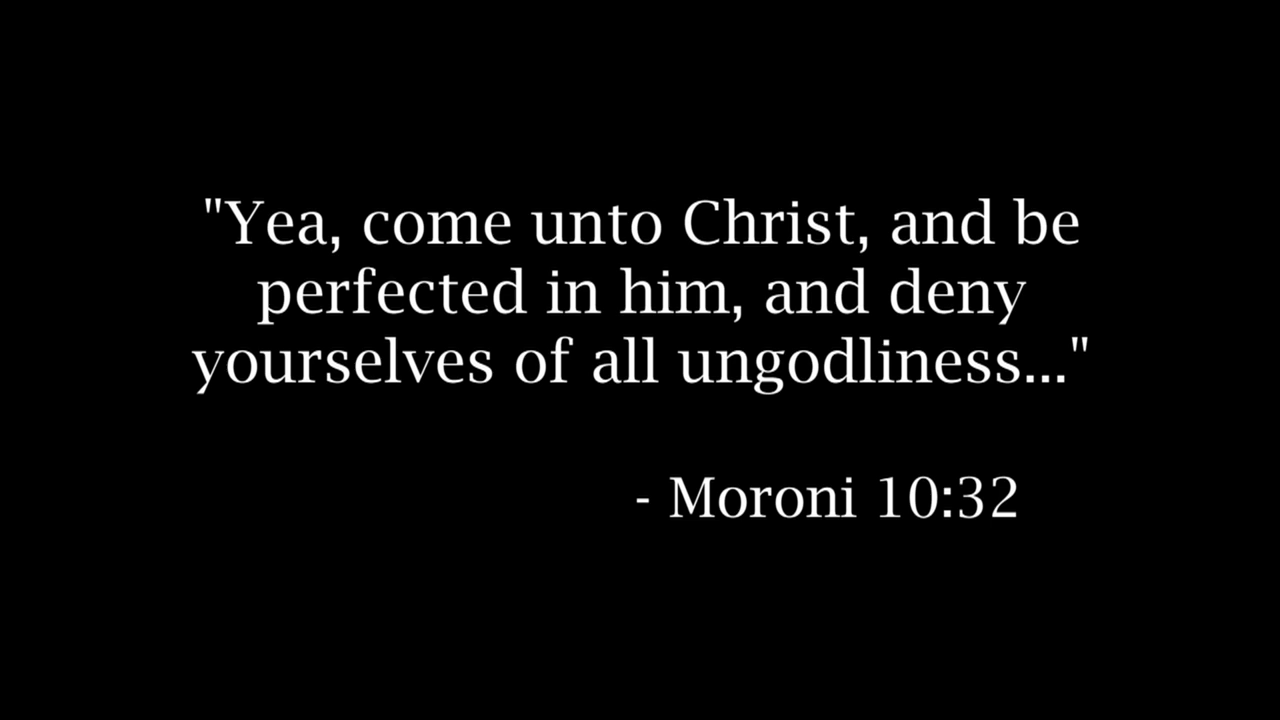 "Yea, come unto Christ, and be
perfected in him, and deny
yourselves of all ungodliness..."
- Moroni 10:32